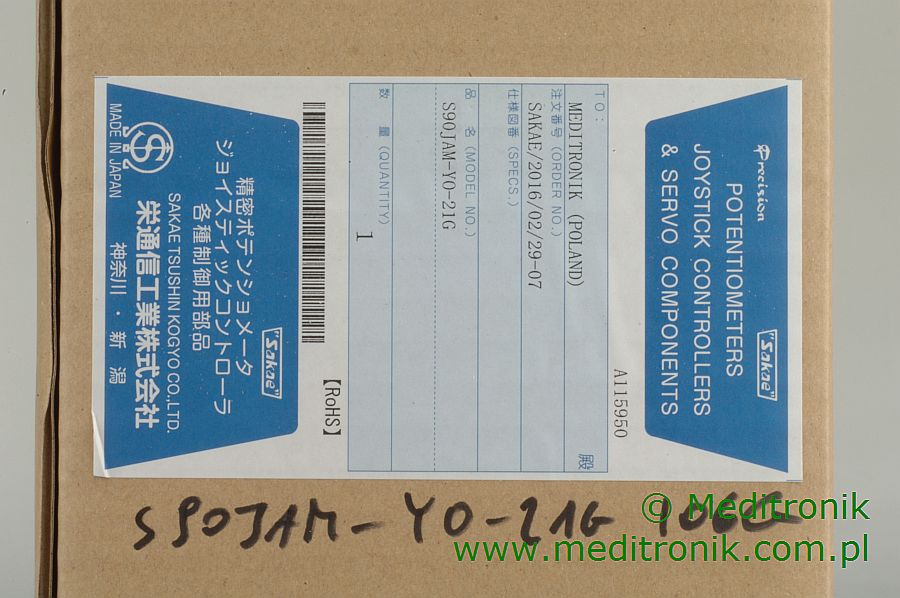 Precision
POTENTIOMETERS
JOYSTICK CONTROLLERS
& SERVO COMPONENTS
"Sakae"
A115950
TO:
MEDITRONIK (POLAND)
殿
注文番号 (ORDER NO.)
SAKAE/2016/02/29-07
仕様図番 (SPECS.)
品 名 (MODEL NO.)
S90JAM-Y0-21G
数 量 (QUANTITY)
1
【RoHS】
"Sakae"
精密ポテンショメータ
ジョイスティックコントローラ
各種制御用部品
SAKAE TSUSHIN KOGYO CO.,LTD.
栄通信工業株式会社
MADE IN JAPAN
神奈川・新潟
S90JAM-Y0-21G
© Meditronik
www.meditronik.com.pl